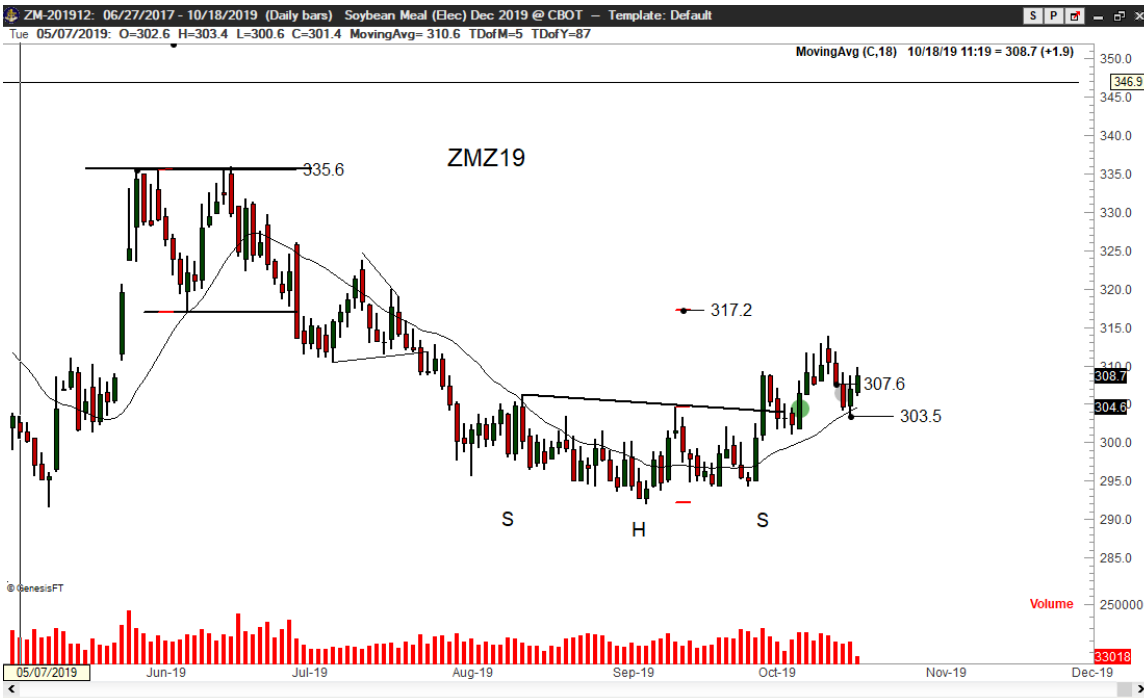 ZM-201912: 06/27/2017 - 10/18/2019 (Daily bars) Soybean Meal (Elec) Dec 2019 @ CBOT – Template: Default
S P
Tue 05/07/2019: O=302.6 H=303.4 L=300.6 C=301.4 MovingAvg= 310.6 TDofM=5 TDofY=87
MovingAvg (C,18) 10/18/19 11:19 = 308.7 (+1.9)
350.0
346.9
345.0
340.0
ZMZ19
335.6
335.0
330.0
325.0
320.0
317.2
315.0
310.0
308.7
307.6
304.6
303.5
300.0
295.0
S
H
S
290.0
285.0
© GenesisFT
Volume
250000
33018
05/07/2019 Jun-19 Jul-19 Aug-19 Sep-19 Oct-19 Nov-19 Dec-19